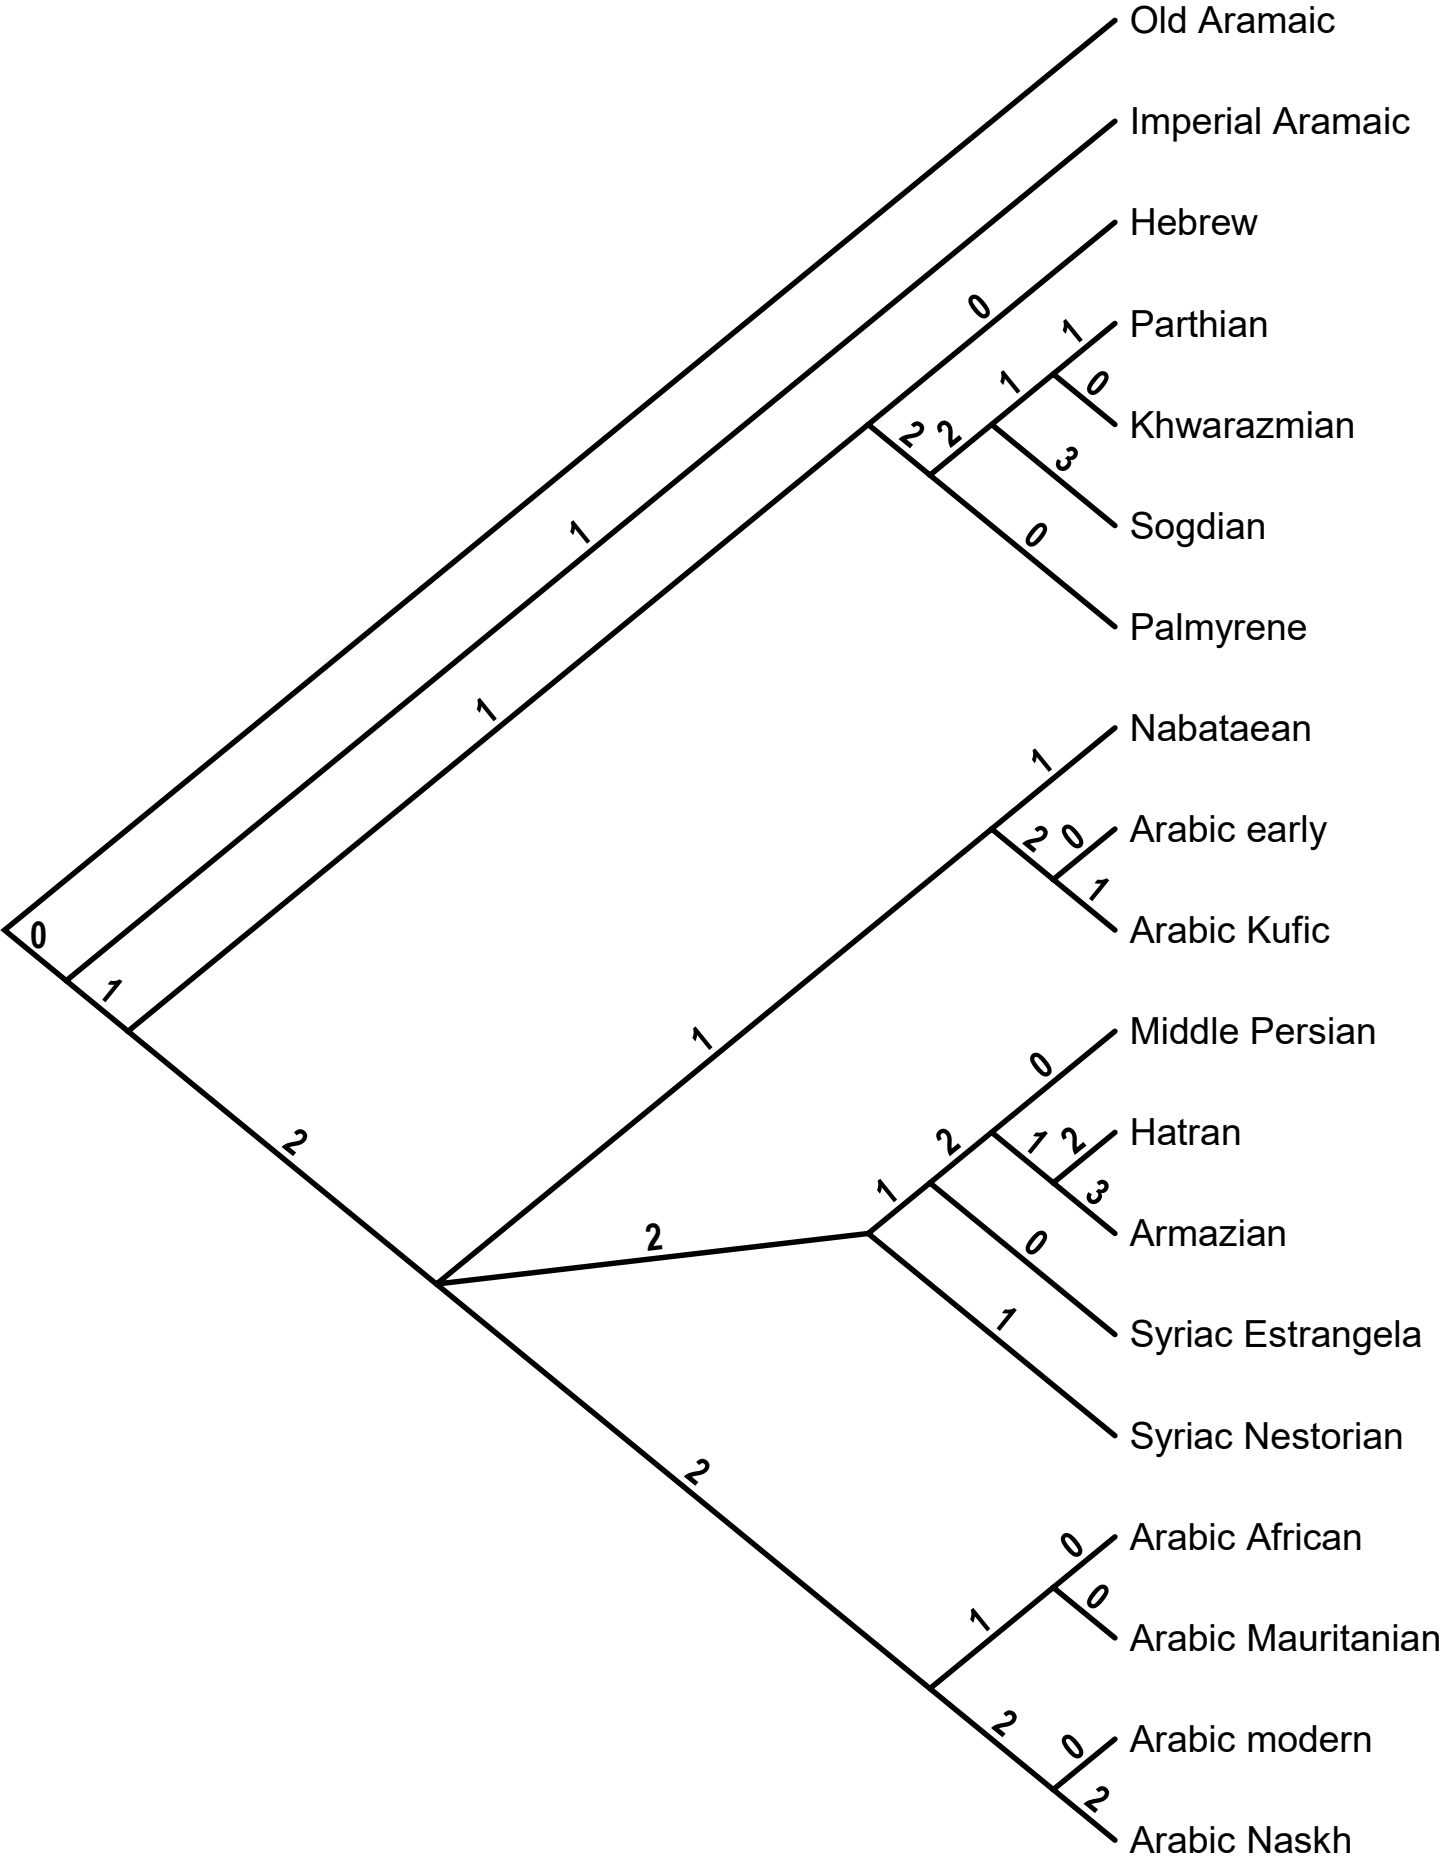 Old Aramaic
Imperial Aramaic
Hebrew
0
Parthian
1
1
0
Khwarazmian
2
2
3
Sogdian
1
0
Palmyrene
1
Nabataean
1
Arabic early
2
0
1
Arabic Kufic
0
1
Middle Persian
1
0
Hatran
2
1
2
2
3
Armazian
1
2
0
Syriac Estrangela
1
Syriac Nestorian
2
Arabic African
0
0
1
Arabic Mauritanian
2
Arabic modern
0
2
Arabic Naskh